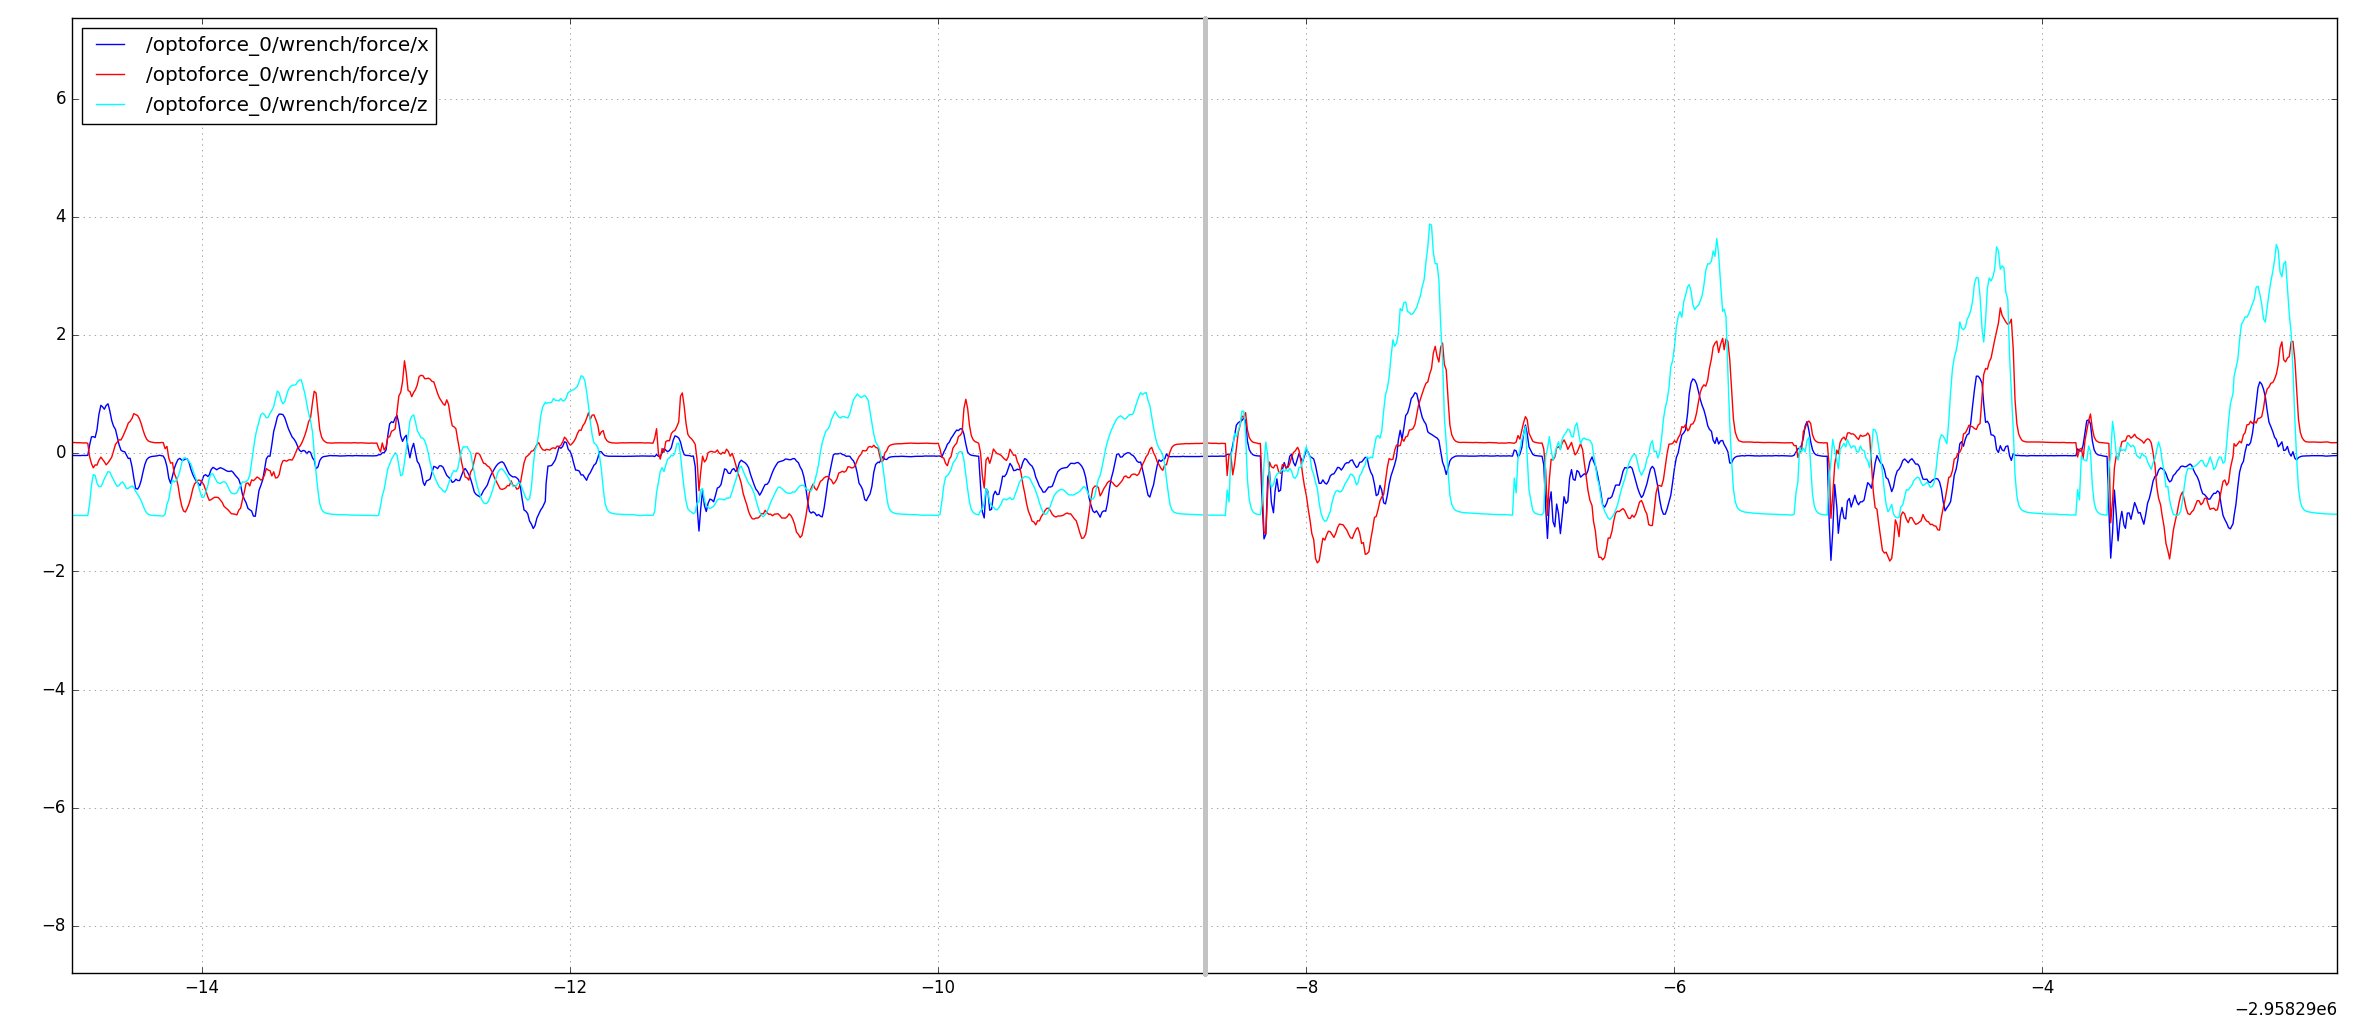 /optoforce_0/wrench/force/x
/optoforce_0/wrench/force/y
/optoforce_0/wrench/force/z
6
4
2
0
−2
−4
−6
−8
−14 −12 −10 −8 −6 −4
−2.95829e6